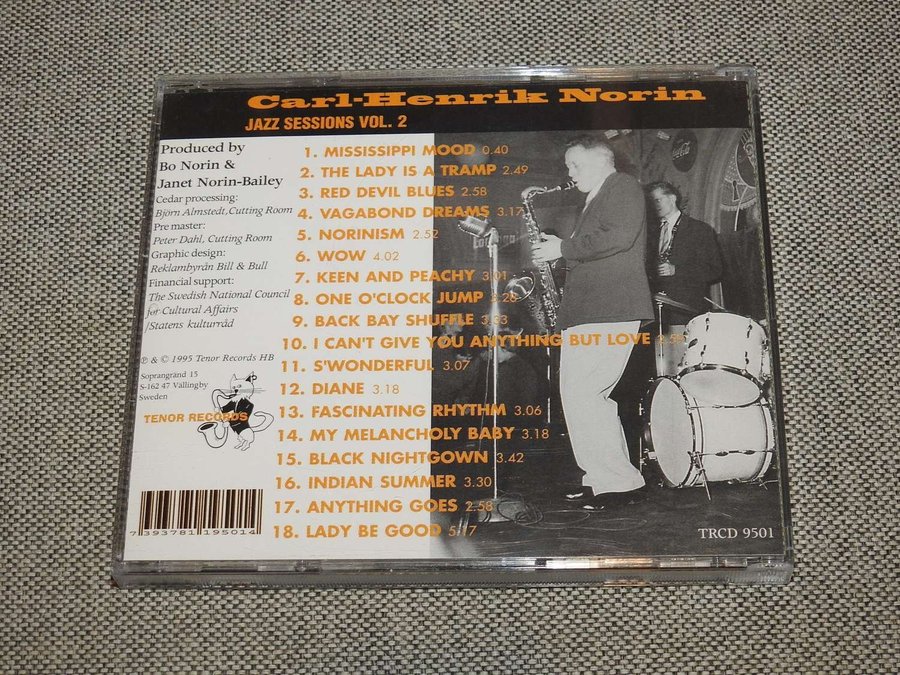 Carl-Henrik Norin
JAZZ SESSIONS VOL. 2
Produced by
Bo Norin &
Janet Norin-Bailey
Cedar processing:
Björn Almstedt, Cutting Room
Pre master:
Peter Dahl, Cutting Room
Graphic design:
Reklambyrån Bill & Bull
Financial support:
The Swedish National Council
for Cultural Affairs
/Statens kulturråd
℗ & © 1995 Tenor Records HB
Soprangränd 15
S-162 47 Vällingby
Sweden
TENOR RECORDS
7 393781 195014
1. MISSISSIPPI MOOD 0.40
2. THE LADY IS A TRAMP 2.49
3. RED DEVIL BLUES 2.58
4. VAGABOND DREAMS 3.17
5. NORINISM 2.52
6. WOW 4.02
7. KEEN AND PEACHY 3.01
8. ONE O'CLOCK JUMP 3.28
9. BACK BAY SHUFFLE 3.33
10. I CAN'T GIVE YOU ANYTHING BUT LOVE
11. S'WONDERFUL 3.07
12. DIANE 3.18
13. FASCINATING RHYTHM 3.06
14. MY MELANCHOLY BABY 3.18
15. BLACK NIGHTGOWN 3.42
16. INDIAN SUMMER 3.30
17. ANYTHING GOES 2.58
18. LADY BE GOOD 5.17
TRCD 9501